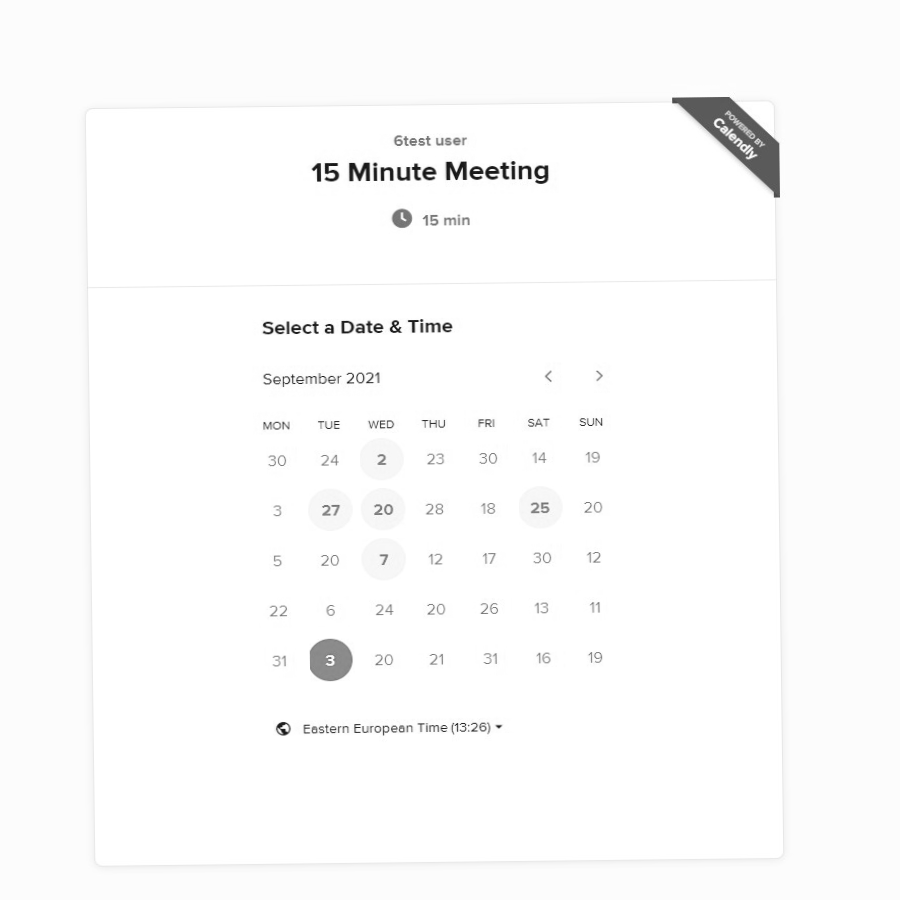 POWERED BY
Calendly
6test user
15 Minute Meeting
15 min
Select a Date & Time
September 2021
MON TUE WED THU FRI SAT SUN
30 24 2 23 30 14 19
3 27 20 28 18 25 20
5 20 7 12 17 30 12
22 6 24 20 26 13 11
31 3 20 21 31 16 19
Eastern European Time (13:26)